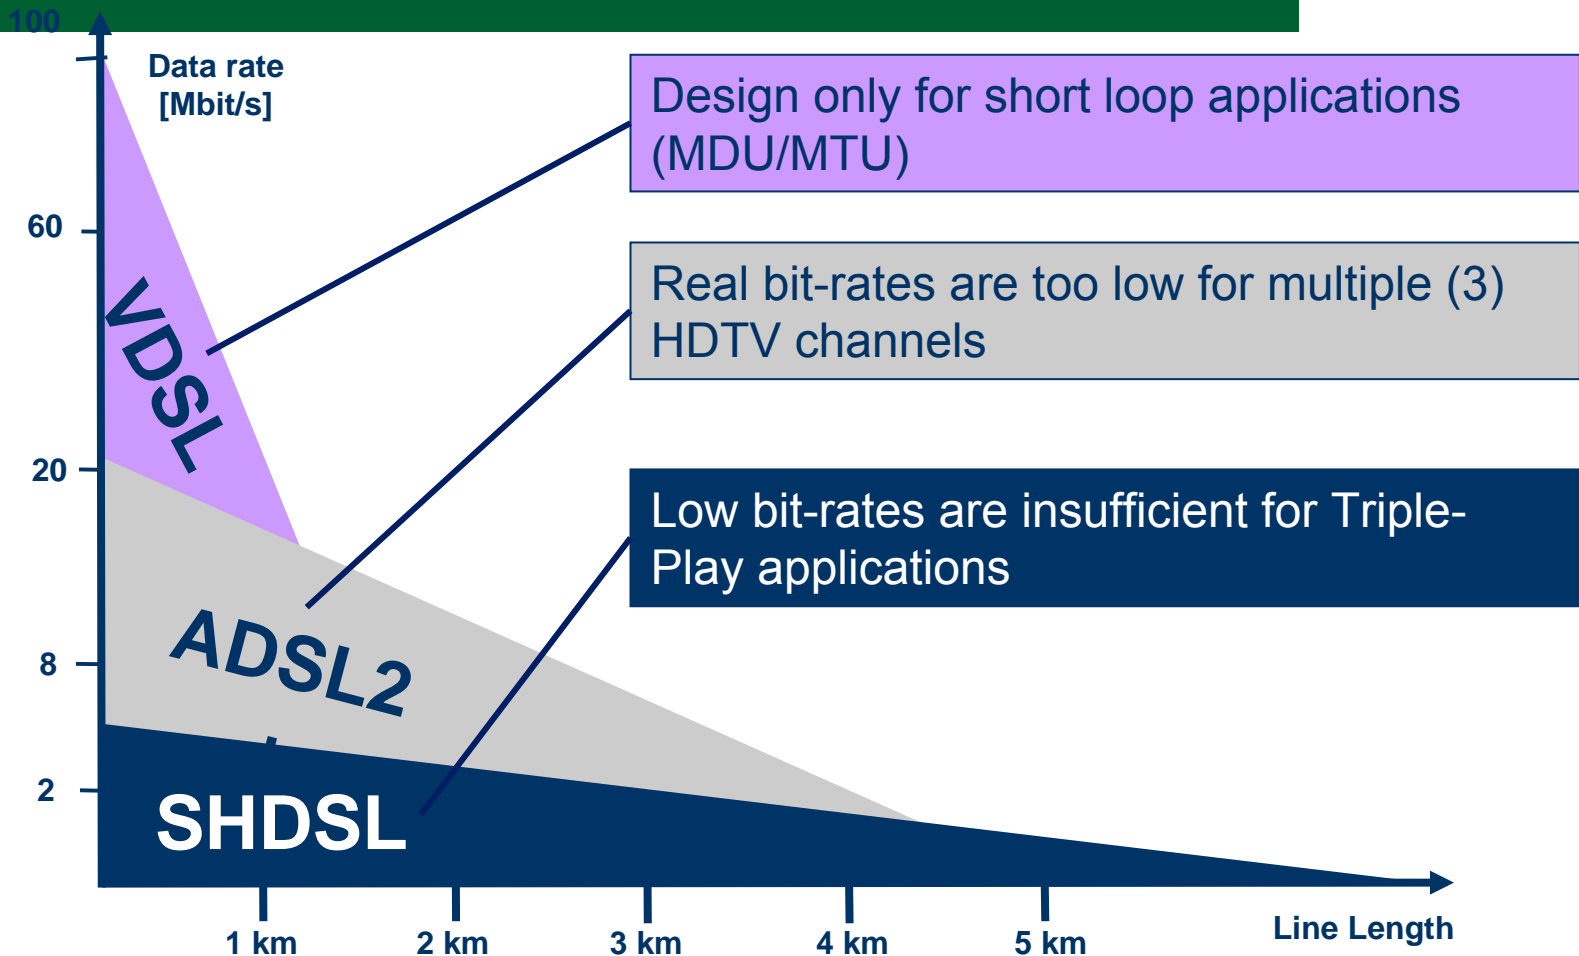 100
Data rate
[Mbit/s]
Design only for short loop applications
(MDU/MTU)
60
Real bit-rates are too low for multiple (3)
HDTV channels
VDSL
20
Low bit-rates are insufficient for Triple-
Play applications
ADSL2
8
2
SHDSL
1 km
2 km
3 km
4 km
5 km
Line Length